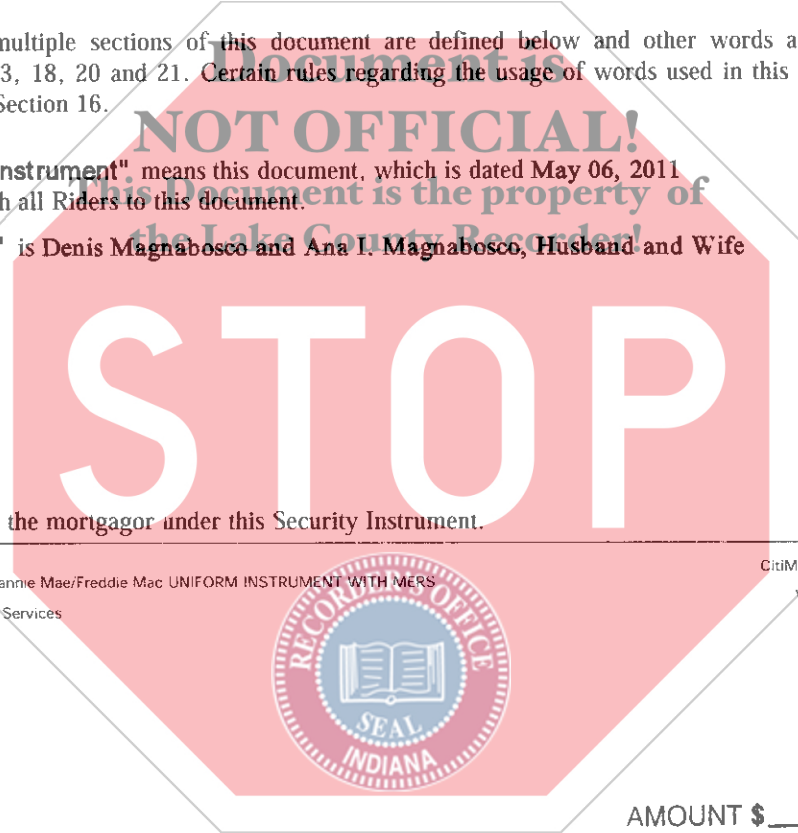 multiple sections of this document are defined below and other words a
Document is
3, 18, 20 and 21. Certain rules regarding the usage of words used in this
Section 16.
NOT OFFICIAL!
nstrument" means this document, which is dated May 06, 2011
This Document is the property of
h all Riders to this document.
the Lake County Recorder!
" is Denis Magnabosco and Ana I. Magnabosco, Husband and Wife
STOP
the mortgagor under this Security Instrument.
CitiM
annie Mae/Freddie Mac UNIFORM INSTRUMENT WITH MERS
Services
RECORDER'S OFFICE
SEAL
INDIANA
AMOUNT $